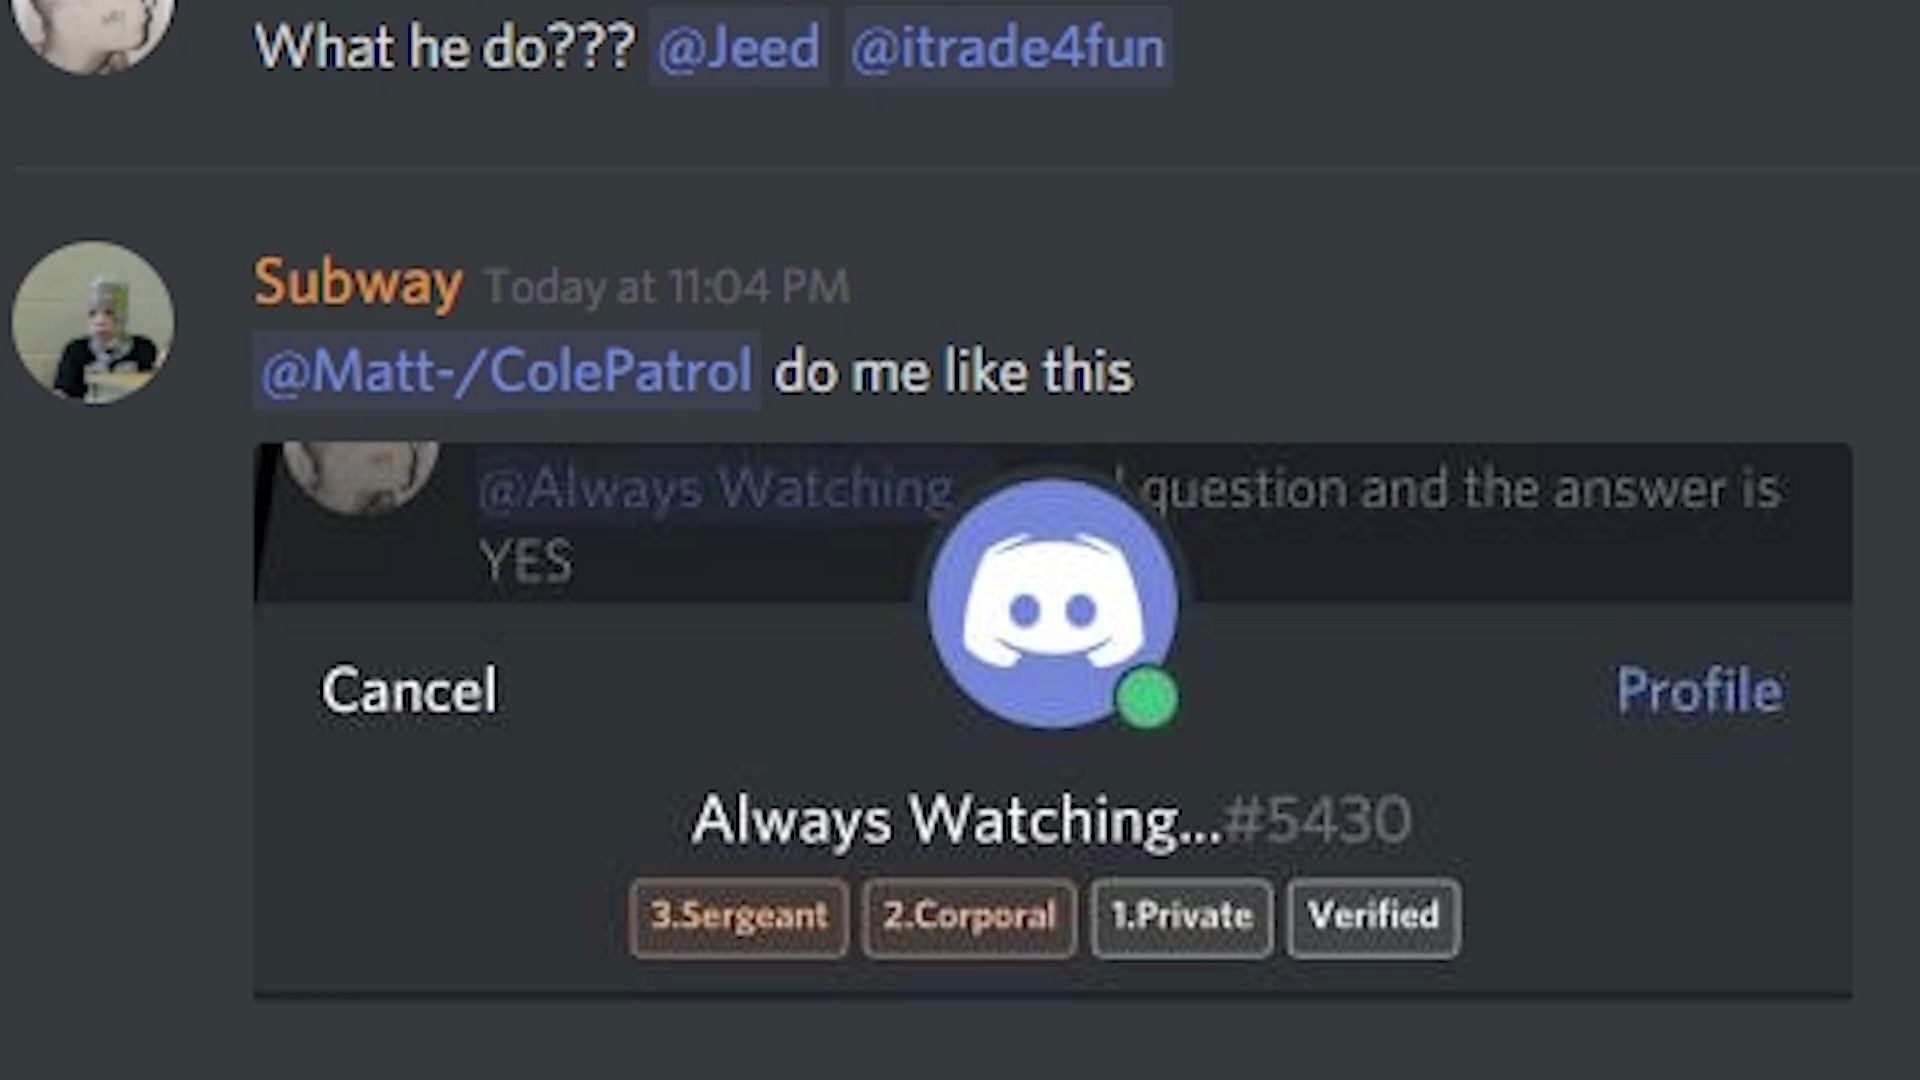 What he do??? @Jeed @itrade4fun
Subway Today at 11:04 PM
@Matt-/ColePatrol do me like this
@Always Watching question and the answer is
YES
Cancel
Profile
Always Watching...#5430
3.Sergeant 2.Corporal 1.Private Verified